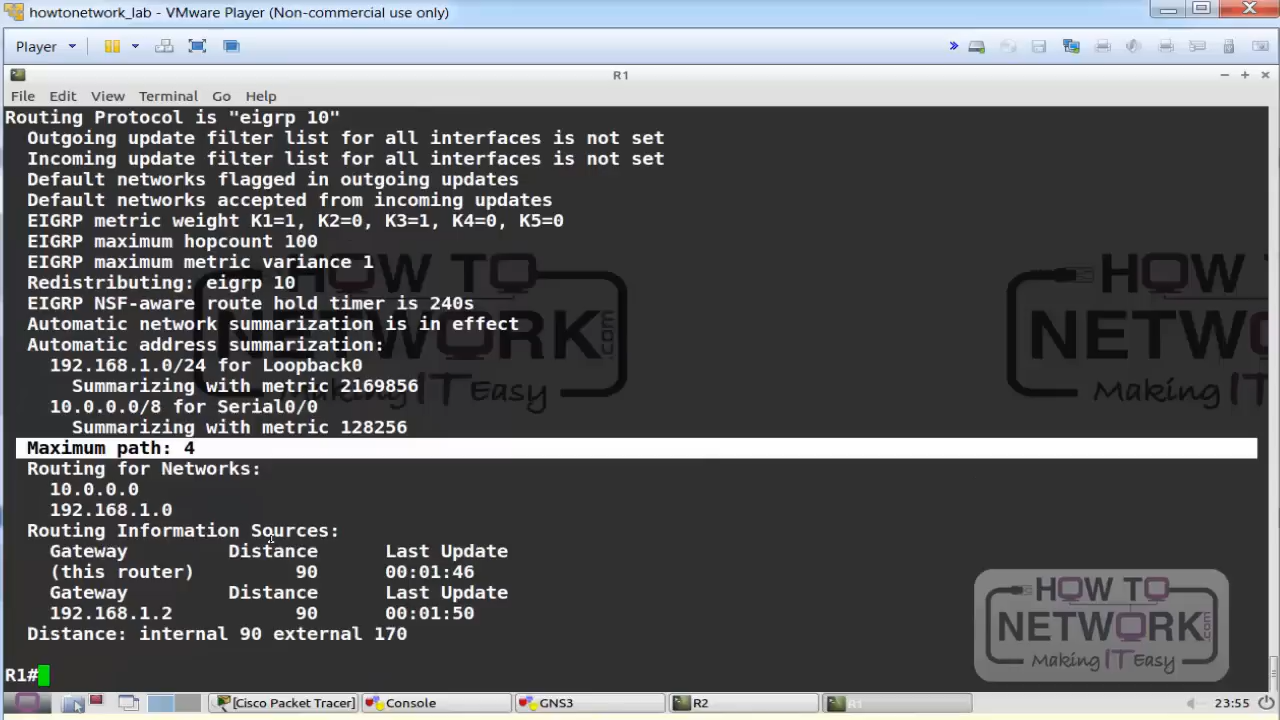 howtonetwork_lab - VMware Player (Non-commercial use only)
Player
R1
File Edit View Terminal Go Help
Routing Protocol is "eigrp 10"
Outgoing update filter list for all interfaces is not set
Incoming update filter list for all interfaces is not set
Default networks flagged in outgoing updates
Default networks accepted from incoming updates
EIGRP metric weight K1=1, K2=0, K3=1, K4=0, K5=0
EIGRP maximum hopcount 100
EIGRP maximum metric variance 1
Redistributing: eigrp 10
EIGRP NSF-aware route hold timer is 240s
Automatic network summarization is in effect
Automatic address summarization:
192.168.1.0/24 for Loopback0
Summarizing with metric 2169856
10.0.0.0/8 for Serial0/0
Summarizing with metric 128256
Maximum path: 4
Routing for Networks:
10.0.0.0
192.168.1.0
Routing Information Sources:
Gateway Distance Last Update
(this router) 90 00:01:46
Gateway Distance Last Update
192.168.1.2 90 00:01:50
Distance: internal 90 external 170
R1#
HOW TO
NETWORK.com
Making IT Easy
HOW TO
NETWORK
Making IT
HOW TO
NETWORK.com
Making IT Easy
[Cisco Packet Tracer] Console GNS3 R2 R1 23:55